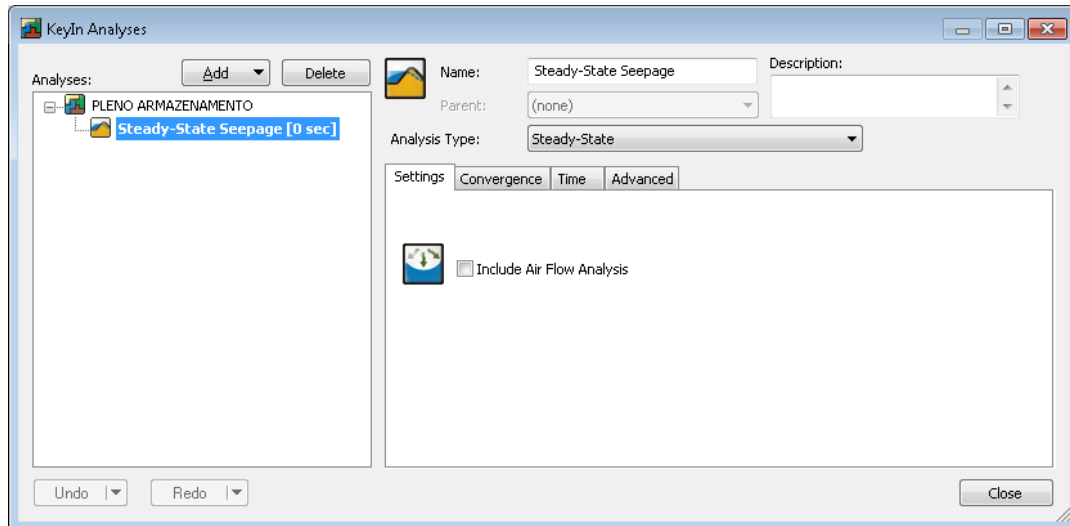 KeyIn Analyses
Analyses:
Add
Delete
PLENO ARMAZENAMENTO
Steady-State Seepage [0 sec]
Name:
Steady-State Seepage
Description:
Parent:
(none)
Analysis Type:
Steady-State
Settings
Convergence
Time
Advanced
Include Air Flow Analysis
Undo
Redo
Close